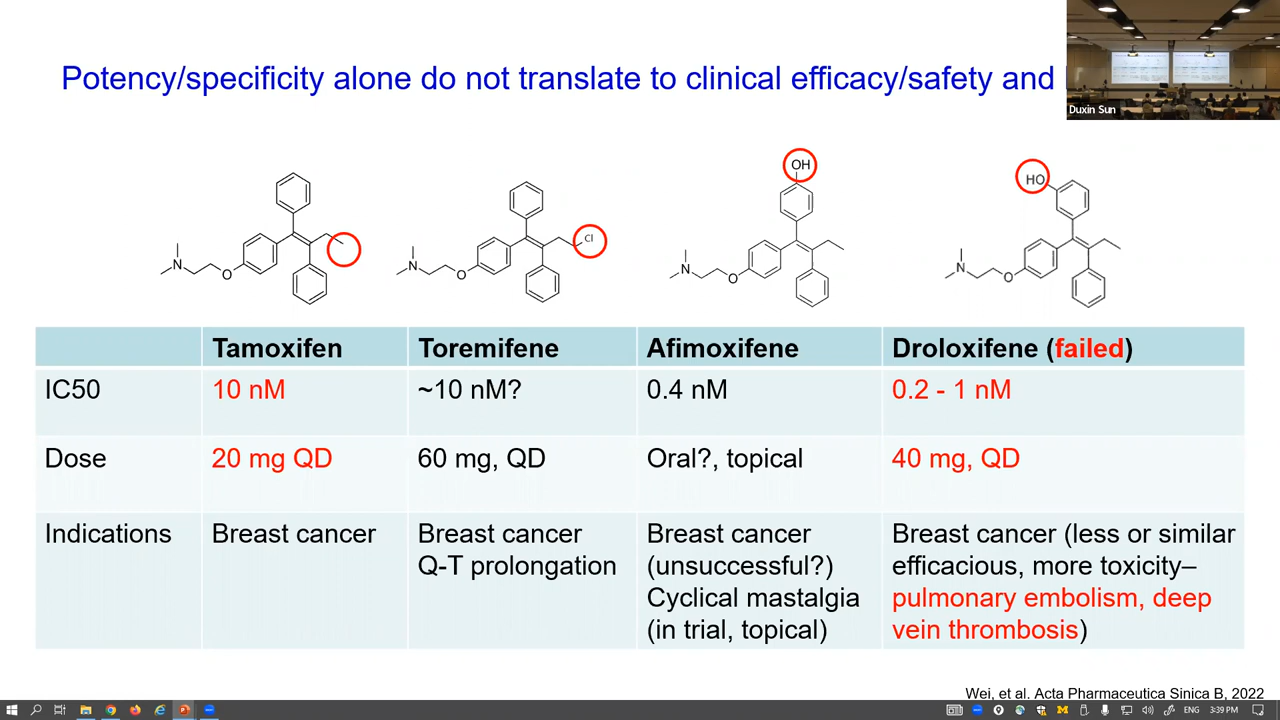 Potency/specificity alone do not translate to clinical efficacy/safety and
Duxin Sun
N
O
N
O
Cl
OH
N
O
HO
N
O
Tamoxifen
Toremifene
Afimoxifene
Droloxifene (failed)
IC50
10 nM
~10 nM?
0.4 nM
0.2 - 1 nM
Dose
20 mg QD
60 mg, QD
Oral?, topical
40 mg, QD
Indications
Breast cancer
Breast cancer
Q-T prolongation
Breast cancer
(unsuccessful?)
Cyclical mastalgia
(in trial, topical)
Breast cancer (less or similar
efficacious, more toxicity–
pulmonary embolism, deep
vein thrombosis)
Wei, et al. Acta Pharmaceutica Sinica B, 2022
ENG
3:39 PM